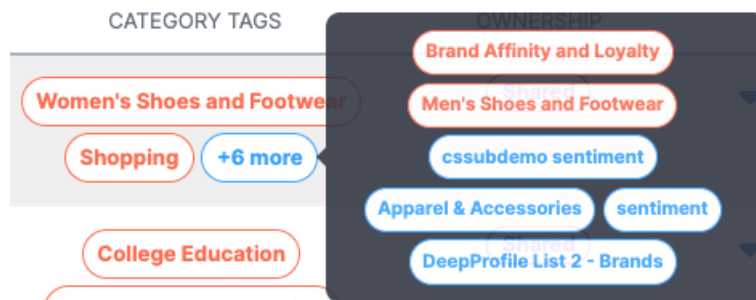 CATEGORY TAGS
OWNERSHIP
Women's Shoes and Footwear
Shopping
+6 more
College Education
Brand Affinity and Loyalty
Shared
Men's Shoes and Footwear
cssubdemo sentiment
Apparel & Accessories
sentiment
Shared
DeepProfile List 2 - Brands